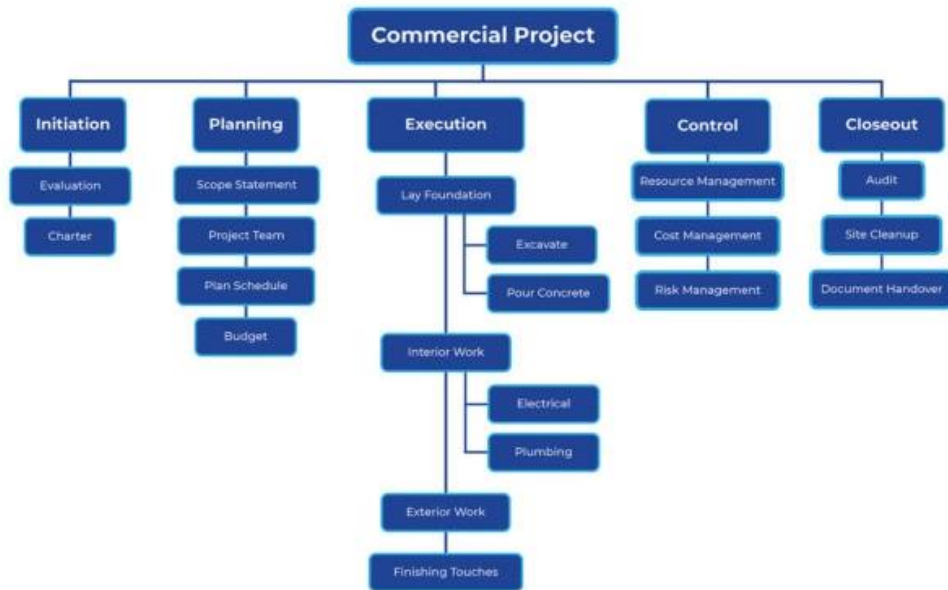 Commercial Project
Initiation
Evaluation
Charter
Planning
Scope Statement
Project Team
Plan Schedule
Budget
Execution
Lay Foundation
Excavate
Pour Concrete
Interior Work
Electrical
Plumbing
Exterior Work
Finishing Touches
Control
Resource Management
Cost Management
Risk Management
Closeout
Audit
Site Cleanup
Document Handover